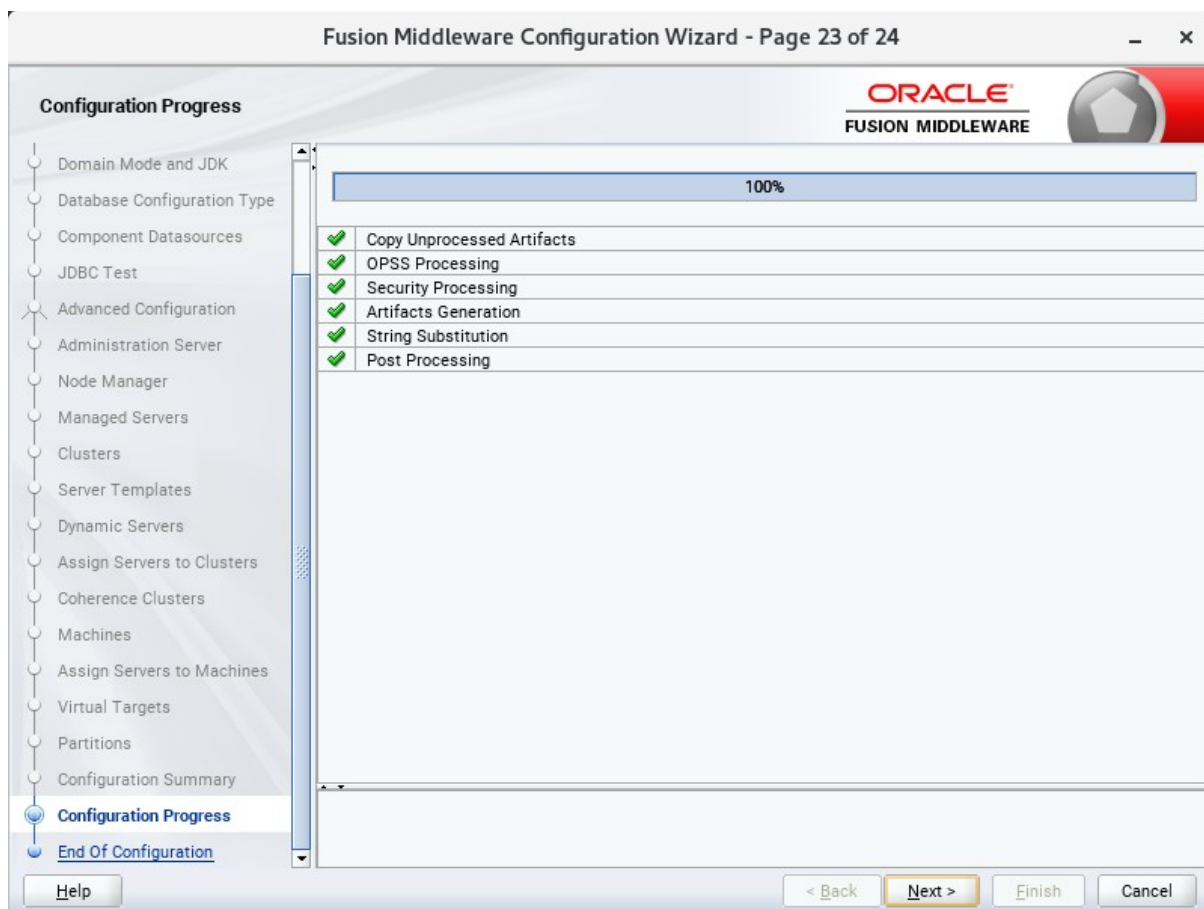 Fusion Middleware Configuration Wizard - Page 23 of 24
Configuration Progress
ORACLE
FUSION MIDDLEWARE
Domain Mode and JDK
Database Configuration Type
Component Datasources
JDBC Test
Advanced Configuration
Administration Server
Node Manager
Managed Servers
Clusters
Server Templates
Dynamic Servers
Assign Servers to Clusters
Coherence Clusters
Machines
Assign Servers to Machines
Virtual Targets
Partitions
Configuration Summary
Configuration Progress
End Of Configuration
100%
Copy Unprocessed Artifacts
OPSS Processing
Security Processing
Artifacts Generation
String Substitution
Post Processing
Help
< Back
Next >
Finish
Cancel